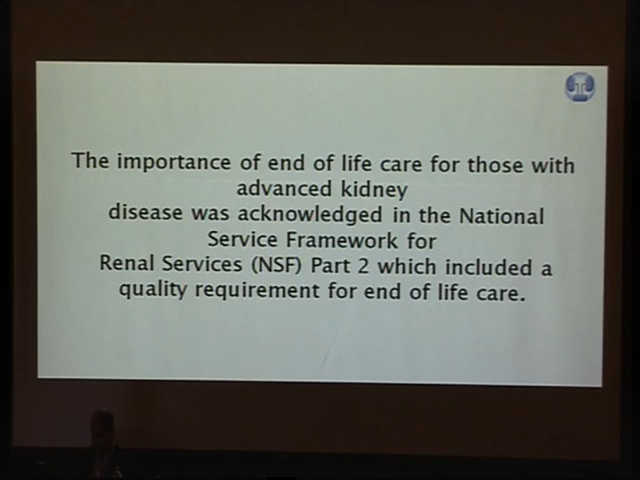 The importance of end of life care for those with
advanced kidney
disease was acknowledged in the National
Service Framework for
Renal Services (NSF) Part 2 which included a
quality requirement for end of life care.